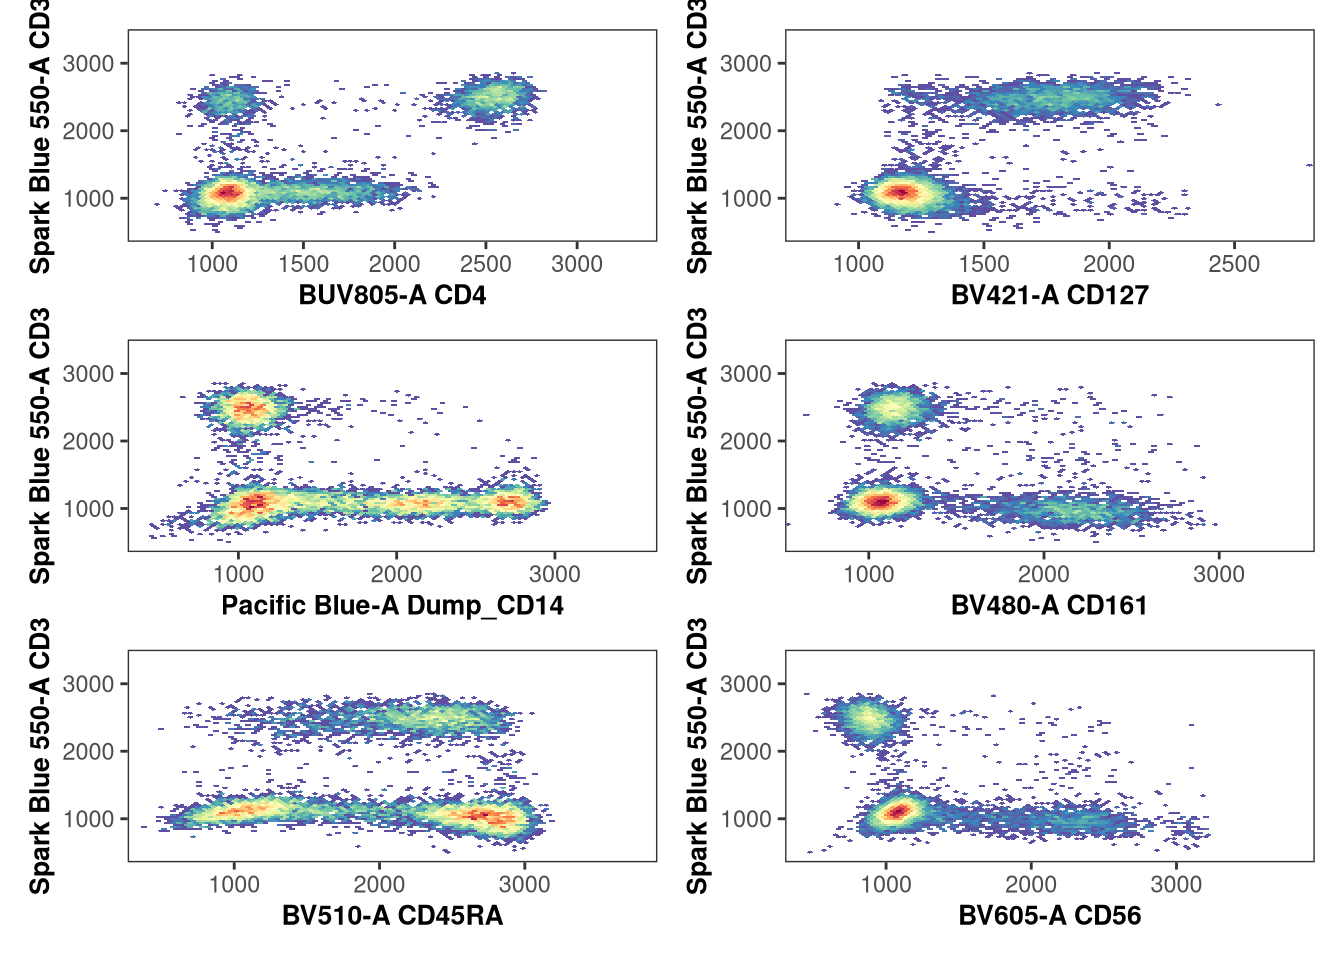 Spark Blue 550-A CD3
3000
2000
1000
1000 1500 2000 2500 3000
BUV805-A CD4
Spark Blue 550-A CD3
3000
2000
1000
1000 1500 2000 2500
BV421-A CD127
Spark Blue 550-A CD3
3000
2000
1000
1000 2000 3000
Pacific Blue-A Dump_CD14
Spark Blue 550-A CD3
3000
2000
1000
1000 2000 3000
BV480-A CD161
Spark Blue 550-A CD3
3000
2000
1000
1000 2000 3000
BV510-A CD45RA
Spark Blue 550-A CD3
3000
2000
1000
1000 2000 3000
BV605-A CD56